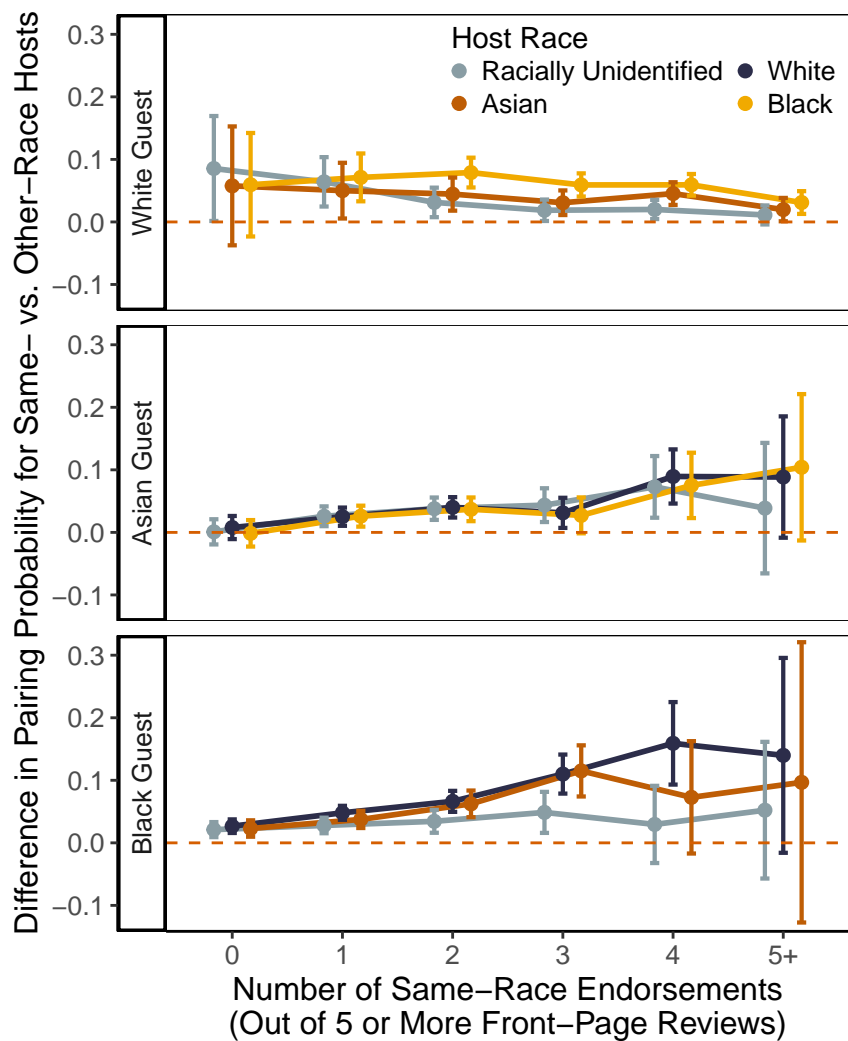 Difference in Pairing Probability for Same− vs. Other−Race Hosts
White Guest
0.3
0.2
0.1
0.0
−0.1
Host Race
Racially Unidentified
White
Asian
Black
Asian Guest
0.3
0.2
0.1
0.0
−0.1
Black Guest
0.3
0.2
0.1
0.0
−0.1
0
1
2
3
4
5+
Number of Same−Race Endorsements
(Out of 5 or More Front−Page Reviews)